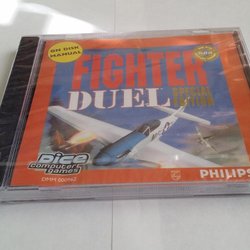 ON DISK
MANUAL
FIGHTER
DUEL
SPECIAL
EDITION
Dice
computer
games
PHILIPS